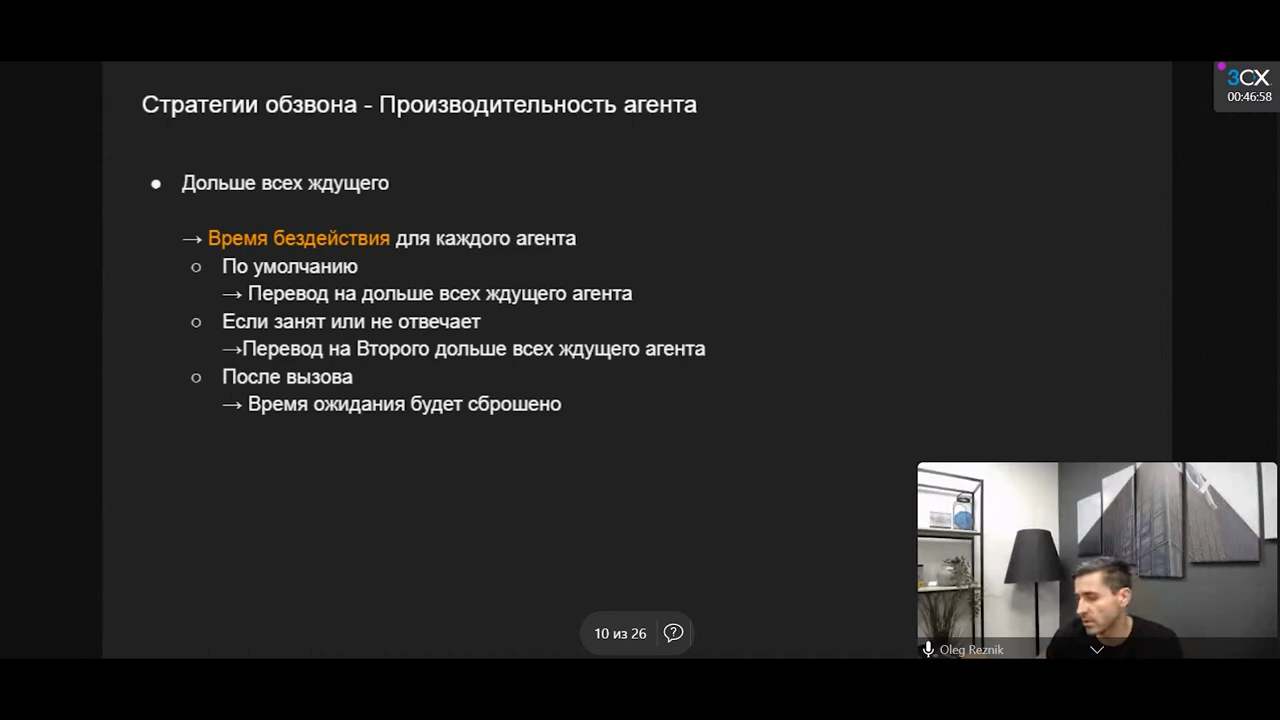 3CX
00:46:58
Стратегии обзвона - Производительность агента
● Дольше всех ждущего
→ Время бездействия для каждого агента
○ По умолчанию
→ Перевод на дольше всех ждущего агента
○ Если занят или не отвечает
→Перевод на Второго дольше всех ждущего агента
○ После вызова
→ Время ожидания будет сброшено
10 из 26
Oleg Reznik